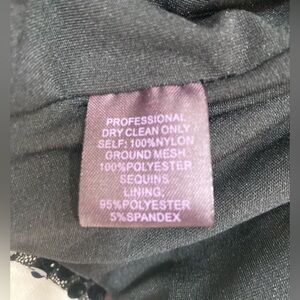 PROFESSIONAL
DRY CLEAN ONLY
SELF: 100%NYLON
GROUND MESH
100%POLYESTER
SEQUINS
LINING;
95%POLYESTER
5%SPANDEX